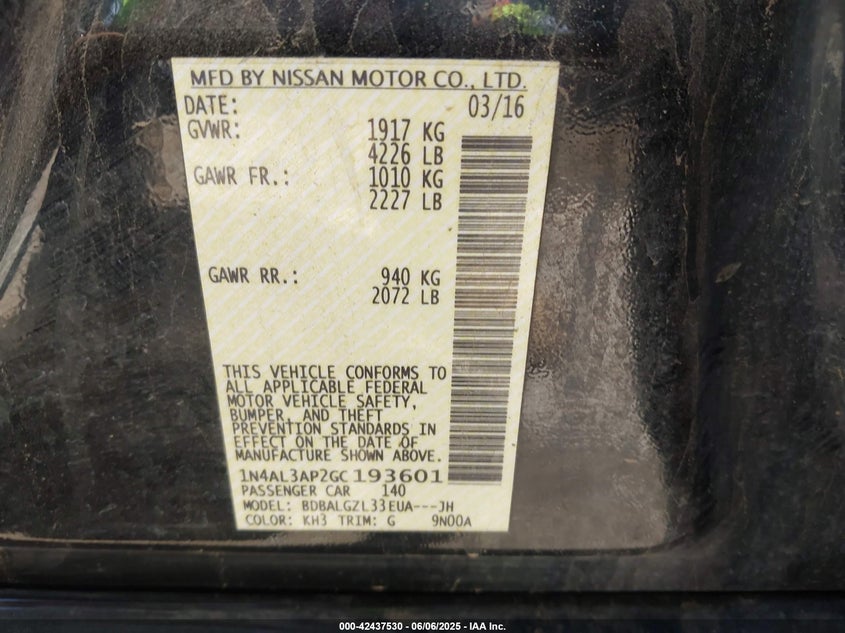 MFD BY NISSAN MOTOR CO., LTD.
DATE: 03/16
GVWR: 1917 KG
4226 LB
GAWR FR.: 1010 KG
2227 LB
GAWR RR.: 940 KG
2072 LB
THIS VEHICLE CONFORMS TO
ALL APPLICABLE FEDERAL
MOTOR VEHICLE SAFETY,
BUMPER, AND THEFT
PREVENTION STANDARDS IN
EFFECT ON THE DATE OF
MANUFACTURE SHOWN ABOVE.
1N4AL3AP2GC193601
PASSENGER CAR 140
MODEL: BDBALGZL33EUA---JH
COLOR: KH3 TRIM: G 9N00A
000-42437530 - 06/06/2025 - IAA Inc.